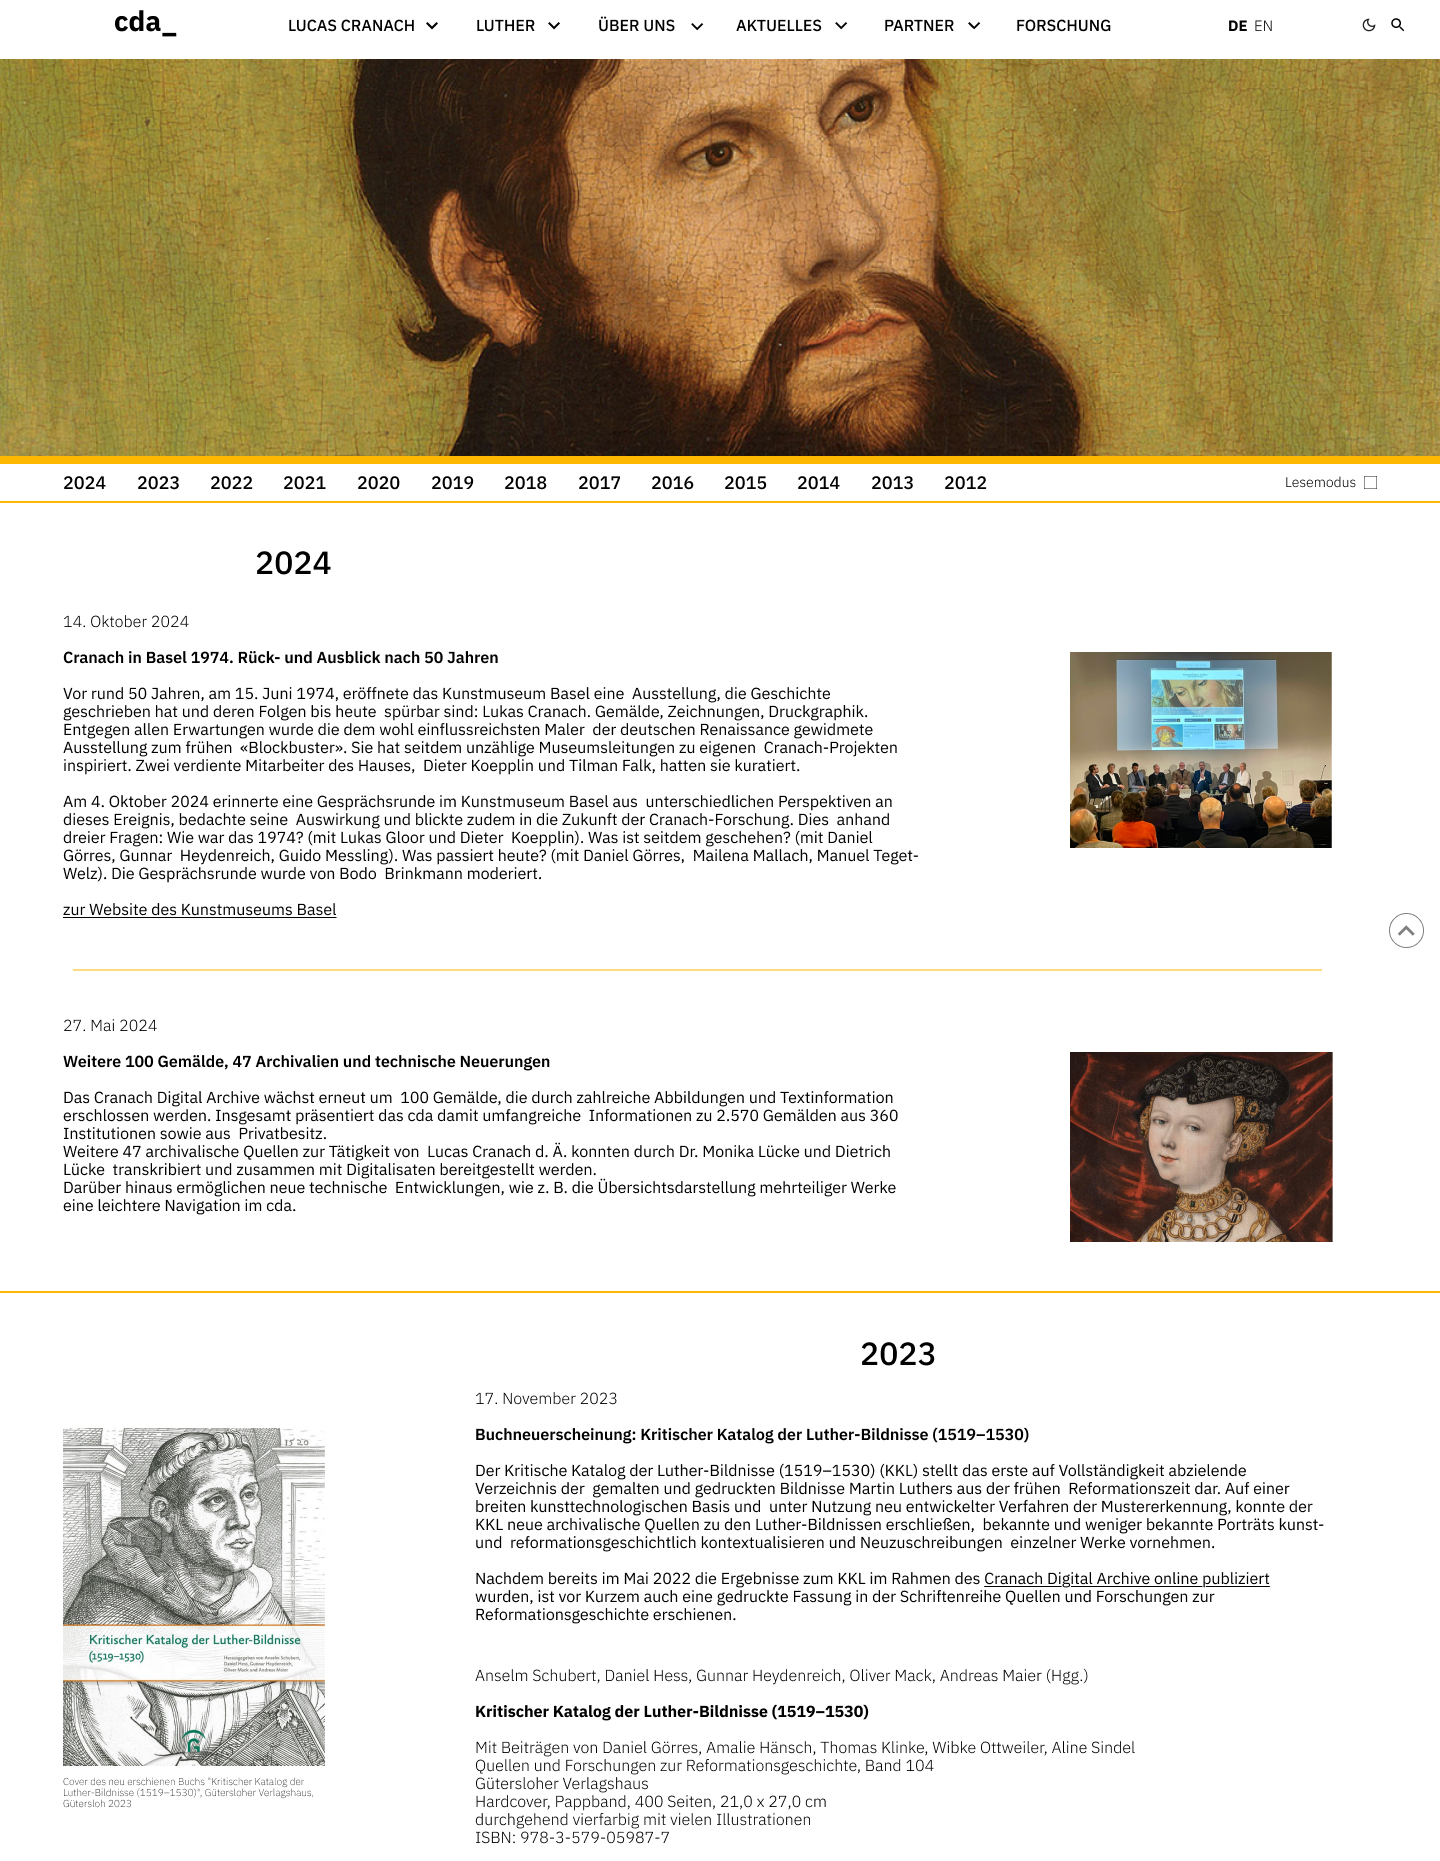 cda_
LUCAS CRANACH LUTHER ÜBER UNS AKTUELLES PARTNER FORSCHUNG DE EN
2024 2023 2022 2021 2020 2019 2018 2017 2016 2015 2014 2013 2012 Lesemodus
2024
14. Oktober 2024
Cranach in Basel 1974. Rück- und Ausblick nach 50 Jahren
Vor rund 50 Jahren, am 15. Juni 1974, eröffnete das Kunstmuseum Basel eine Ausstellung, die Geschichte
geschrieben hat und deren Folgen bis heute spürbar sind: Lukas Cranach. Gemälde, Zeichnungen, Druckgraphik.
Entgegen allen Erwartungen wurde die dem wohl einflussreichsten Maler der deutschen Renaissance gewidmete
Ausstellung zum frühen «Blockbuster». Sie hat seitdem unzählige Museumsleitungen zu eigenen Cranach-Projekten
inspiriert. Zwei verdiente Mitarbeiter des Hauses, Dieter Koepplin und Tilman Falk, hatten sie kuratiert.
Am 4. Oktober 2024 erinnerte eine Gesprächsrunde im Kunstmuseum Basel aus unterschiedlichen Perspektiven an
dieses Ereignis, bedachte seine Auswirkung und blickte zudem in die Zukunft der Cranach-Forschung. Dies anhand
dreier Fragen: Wie war das 1974? (mit Lukas Gloor und Dieter Koepplin). Was ist seitdem geschehen? (mit Daniel
Görres, Gunnar Heydenreich, Guido Messling). Was passiert heute? (mit Daniel Görres, Mailena Mallach, Manuel Teget-
Welz). Die Gesprächsrunde wurde von Bodo Brinkmann moderiert.
zur Website des Kunstmuseums Basel
27. Mai 2024
Weitere 100 Gemälde, 47 Archivalien und technische Neuerungen
Das Cranach Digital Archive wächst erneut um 100 Gemälde, die durch zahlreiche Abbildungen und Textinformation
erschlossen werden. Insgesamt präsentiert das cda damit umfangreiche Informationen zu 2.570 Gemälden aus 360
Institutionen sowie aus Privatbesitz.
Weitere 47 archivalische Quellen zur Tätigkeit von Lucas Cranach d. Ä. konnten durch Dr. Monika Lücke und Dietrich
Lücke transkribiert und zusammen mit Digitalisaten bereitgestellt werden.
Darüber hinaus ermöglichen neue technische Entwicklungen, wie z. B. die Übersichtsdarstellung mehrteiliger Werke
eine leichtere Navigation im cda.
2023
17. November 2023
Buchneuerscheinung: Kritischer Katalog der Luther-Bildnisse (1519–1530)
Der Kritische Katalog der Luther-Bildnisse (1519–1530) (KKL) stellt das erste auf Vollständigkeit abzielende
Verzeichnis der gemalten und gedruckten Bildnisse Martin Luthers aus der frühen Reformationszeit dar. Auf einer
breiten kunsttechnologischen Basis und unter Nutzung neu entwickelter Verfahren der Mustererkennung, konnte der
KKL neue archivalische Quellen zu den Luther-Bildnissen erschließen, bekannte und weniger bekannte Porträts kunst-
und reformationsgeschichtlich kontextualisieren und Neuzuschreibungen einzelner Werke vornehmen.
Nachdem bereits im Mai 2022 die Ergebnisse zum KKL im Rahmen des Cranach Digital Archive online publiziert
wurden, ist vor Kurzem auch eine gedruckte Fassung in der Schriftenreihe Quellen und Forschungen zur
Reformationsgeschichte erschienen.
Anselm Schubert, Daniel Hess, Gunnar Heydenreich, Oliver Mack, Andreas Maier (Hgg.)
Kritischer Katalog der Luther-Bildnisse (1519–1530)
Mit Beiträgen von Daniel Görres, Amalie Hänsch, Thomas Klinke, Wibke Ottweiler, Aline Sindel
Quellen und Forschungen zur Reformationsgeschichte, Band 104
Gütersloher Verlagshaus
Hardcover, Pappband, 400 Seiten, 21,0 x 27,0 cm
durchgehend vierfarbig mit vielen Illustrationen
ISBN: 978-3-579-05987-7
1520
Kritischer Katalog der Luther-Bildnisse
(1519–1530)
Herausgegeben von Anselm Schubert,
Daniel Hess, Gunnar Heydenreich,
Oliver Mack und Andreas Maier
Cover des neu erschienen Buchs "Kritischer Katalog der
Luther-Bildnisse (1519–1530)", Gütersloher Verlagshaus,
Gütersloh 2023